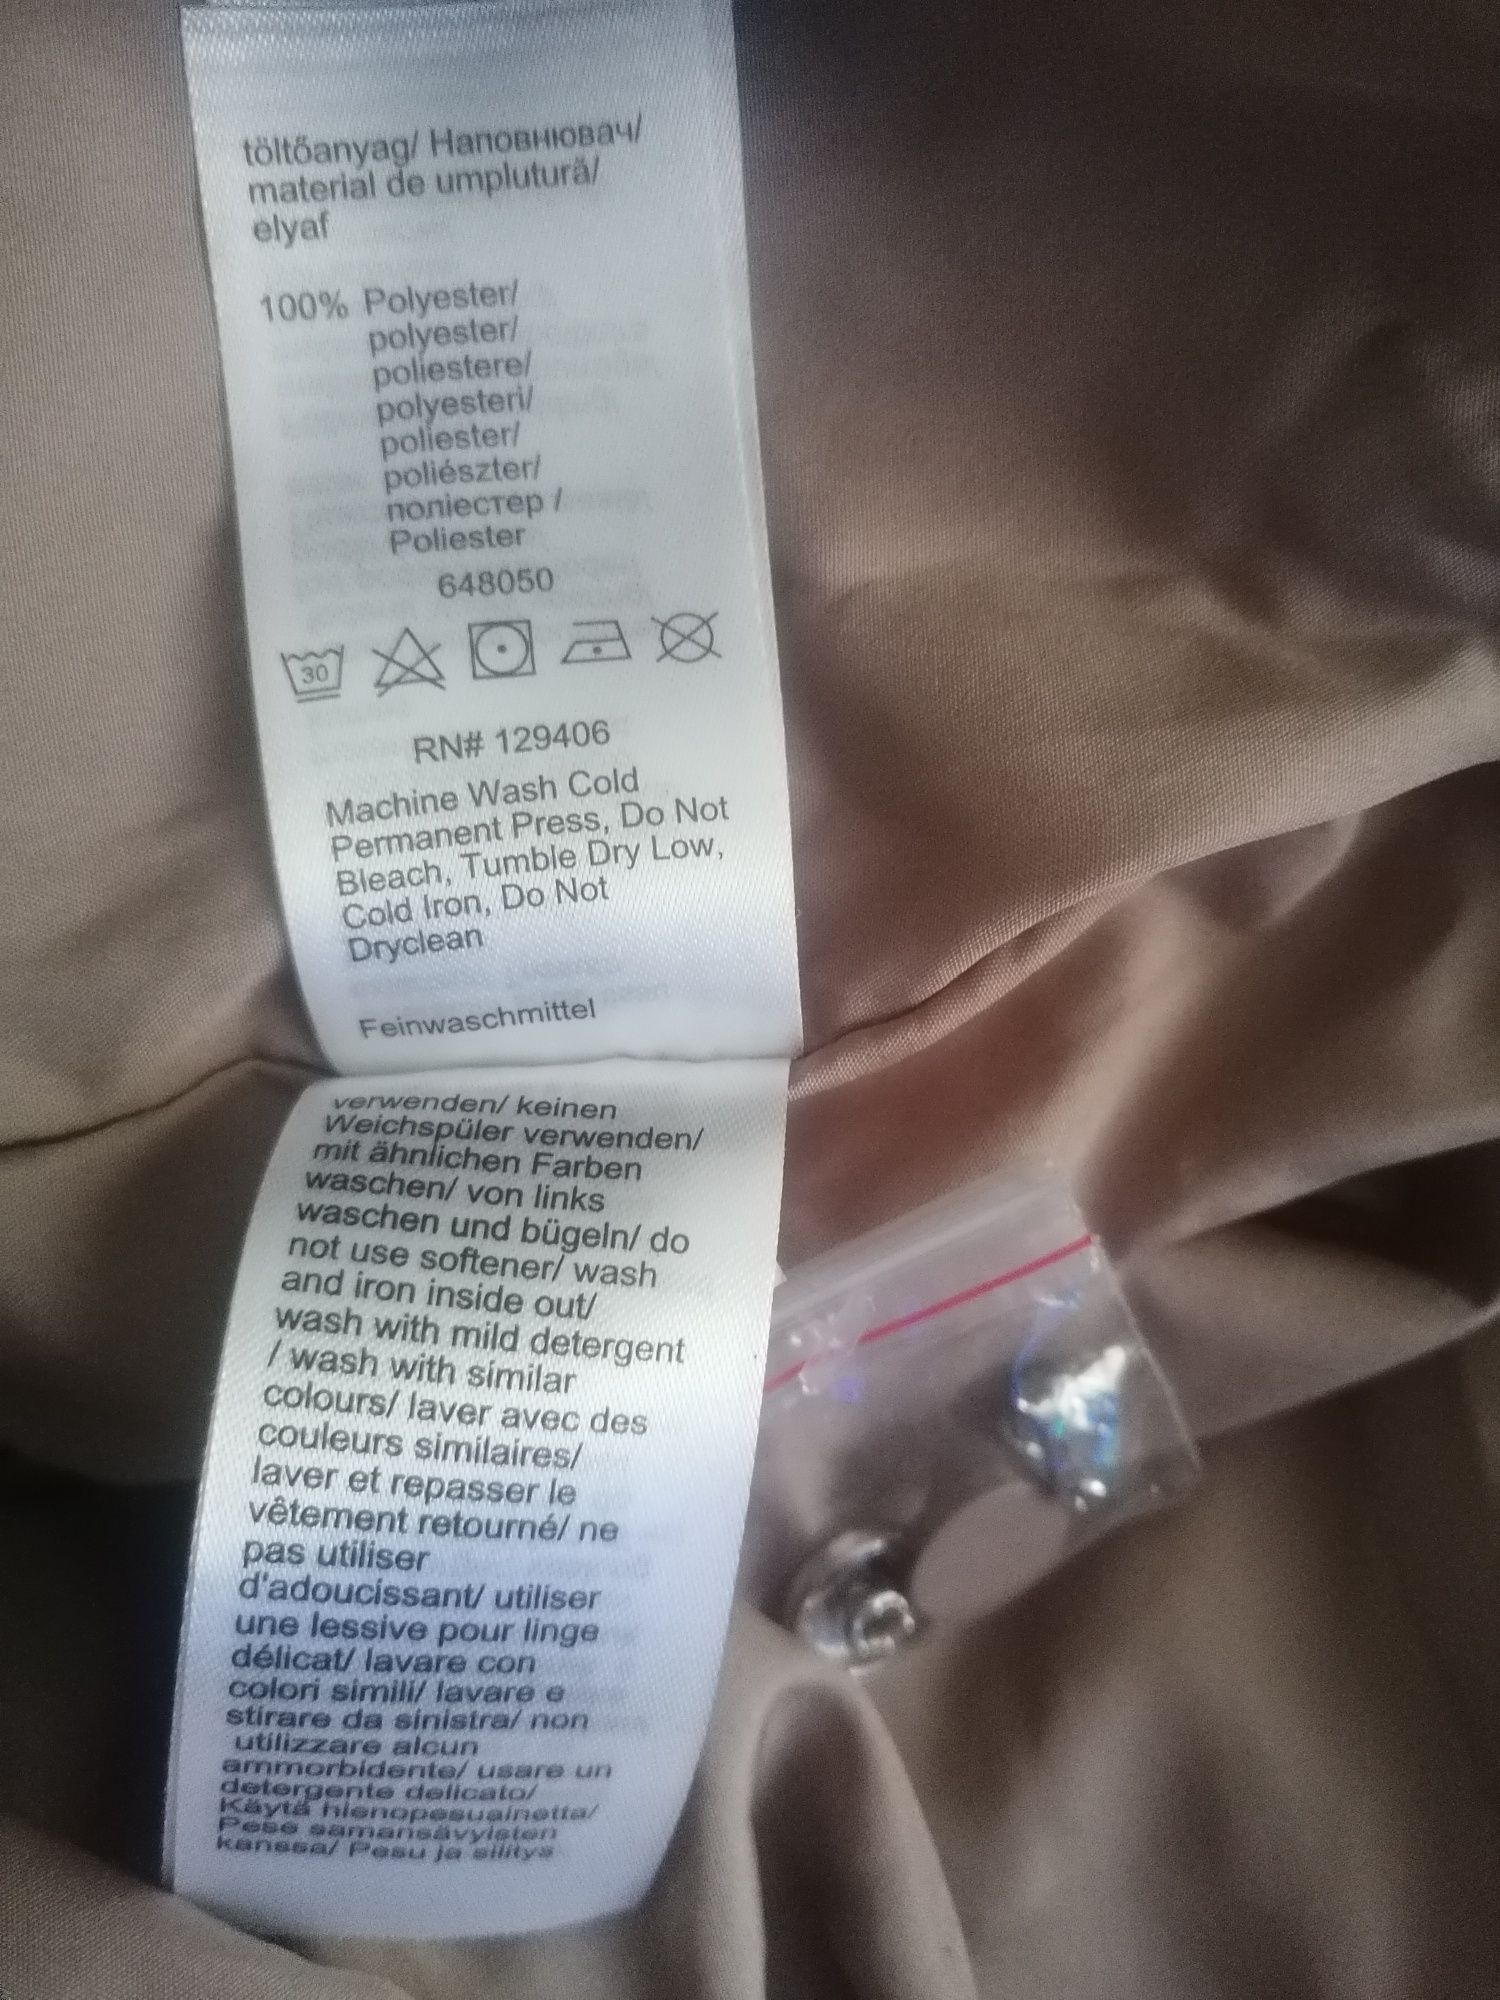 töltőanyag/ Наповнювач/
material de umplutură/
elyaf
100% Polyester/
polyester/
poliestere/
polyesteri/
poliester/
poliészter/
поліестер /
Poliester
648050
30
RN# 129406
Machine Wash Cold
Permanent Press, Do Not
Bleach, Tumble Dry Low,
Cold Iron, Do Not
Dryclean
Feinwaschmittel
verwenden/ keinen
Weichspüler verwenden/
mit ähnlichen Farben
waschen/ von links
waschen und bügeln/ do
not use softener/ wash
and iron inside out/
wash with mild detergent
/ wash with similar
colours/ laver avec des
couleurs similaires/
laver et repasser le
vêtement retourné/ ne
pas utiliser
d'adoucissant/ utiliser
une lessive pour linge
délicat/ lavare con
colori simili/ lavare e
stirare da sinistra/ non
utilizzare alcun
ammorbidente/ usare un
detergente delicato/
Käytä hienopesuainetta/
Pese samansävyisten
kanssa/ Pesu ja silitys